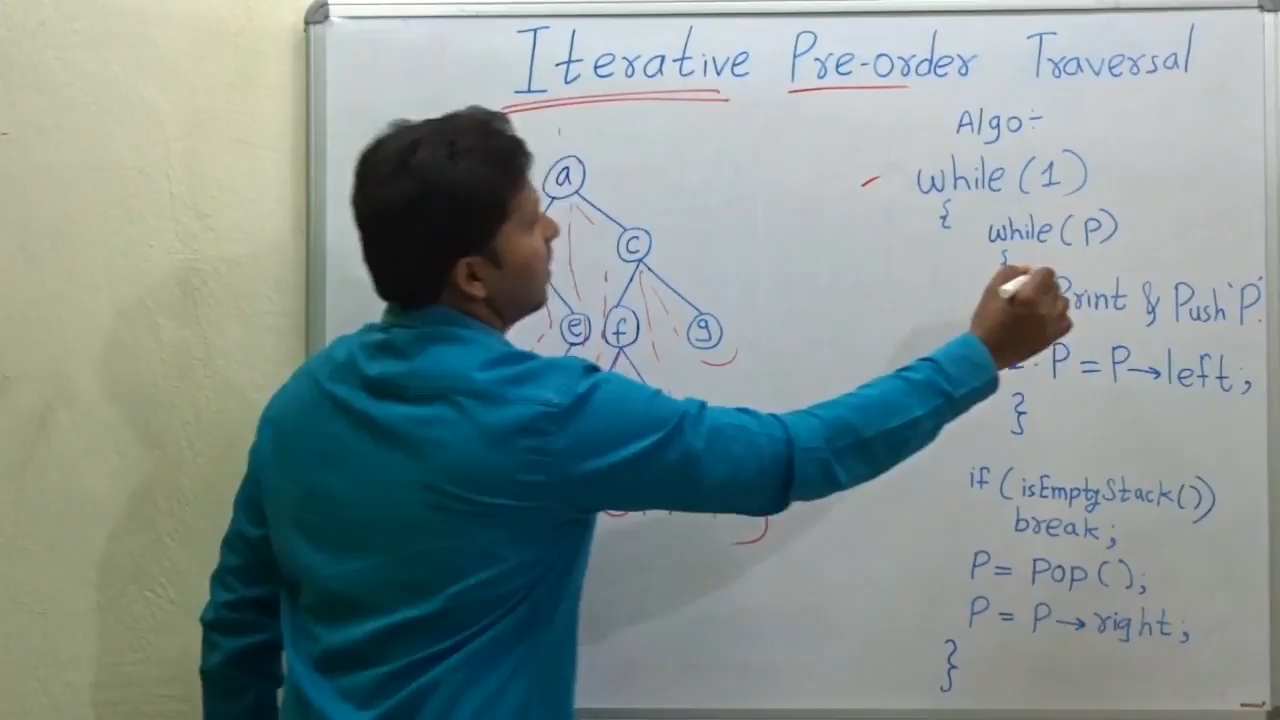 Iterative Pre-order Traversal
Algo:-
while (1)
{
while (P)
{
Print & Push 'P'.
P = P→left;
}
if (isEmptyStack())
break;
P = POP();
P = P→right;
}
a
c
e f g